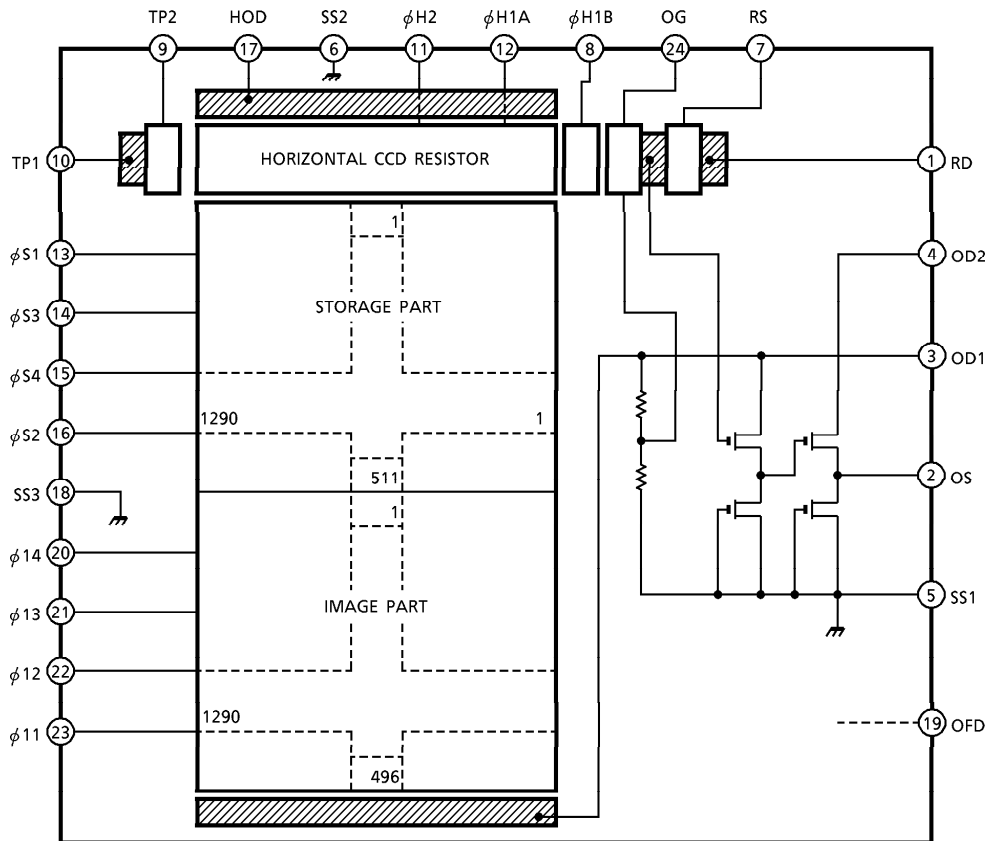 TP2 HOD SS2 ϕH2 ϕH1A ϕH1B OG RS
9 17 6 11 12 8 24 7
TP1 10 HORIZONTAL CCD RESISTOR 1 RD
1
ϕS1 13 4 OD2
ϕS3 14 STORAGE PART
3 OD1
ϕS4 15
1290 1
ϕS2 16
511 2 OS
SS3 18
1
ϕ14 20
5 SS1
ϕ13 21 IMAGE PART
ϕ12 22
1290
ϕ11 23 19 OFD
496